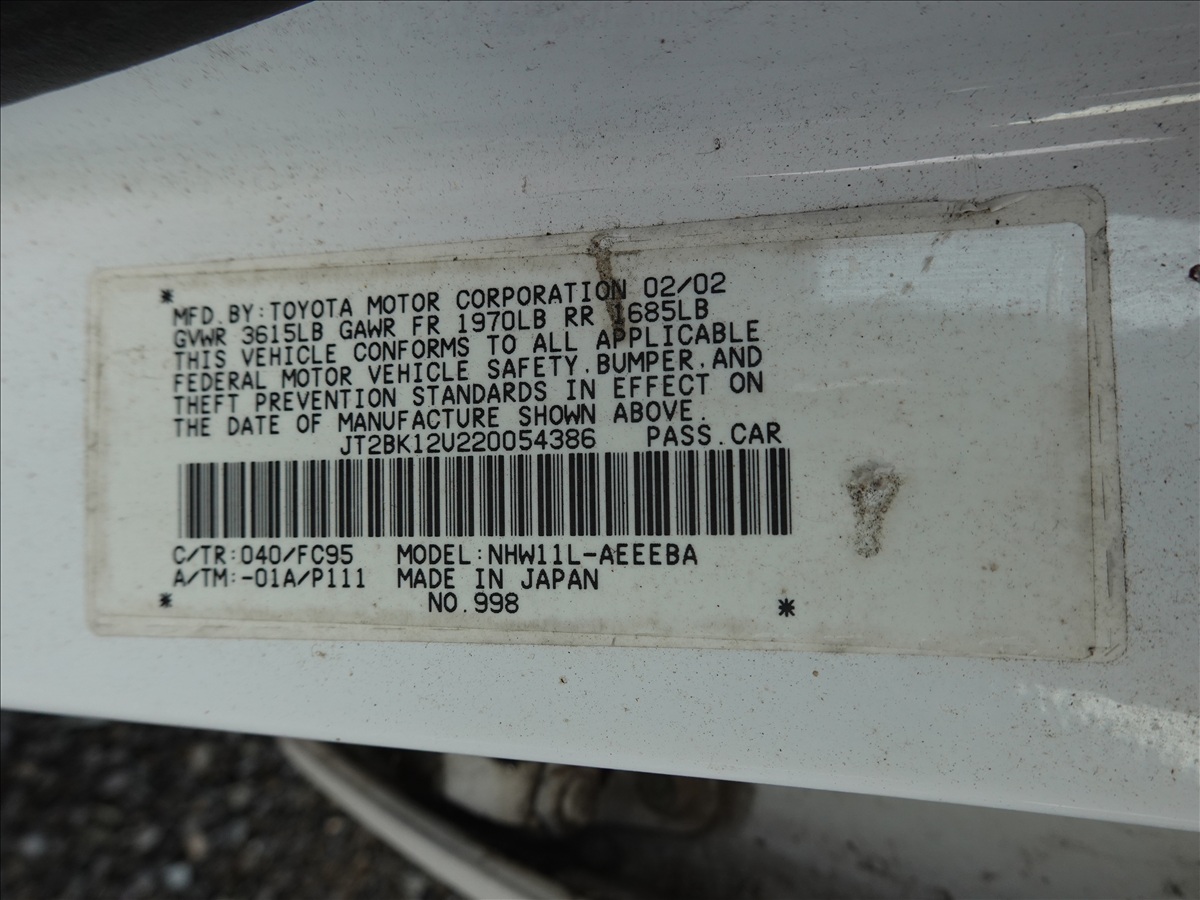 *
MFD.BY:TOYOTA MOTOR CORPORATION 02/02
GVWR 3615LB GAWR FR 1970LB RR 1685LB
THIS VEHICLE CONFORMS TO ALL APPLICABLE
FEDERAL MOTOR VEHICLE SAFETY,BUMPER,AND
THEFT PREVENTION STANDARDS IN EFFECT ON
THE DATE OF MANUFACTURE SHOWN ABOVE.
JT2BK12U220054386 PASS.CAR
C/TR:040/FC95 MODEL:NHW11L-AEEEBA
A/TM:-01A/P111 MADE IN JAPAN
* NO.998 *